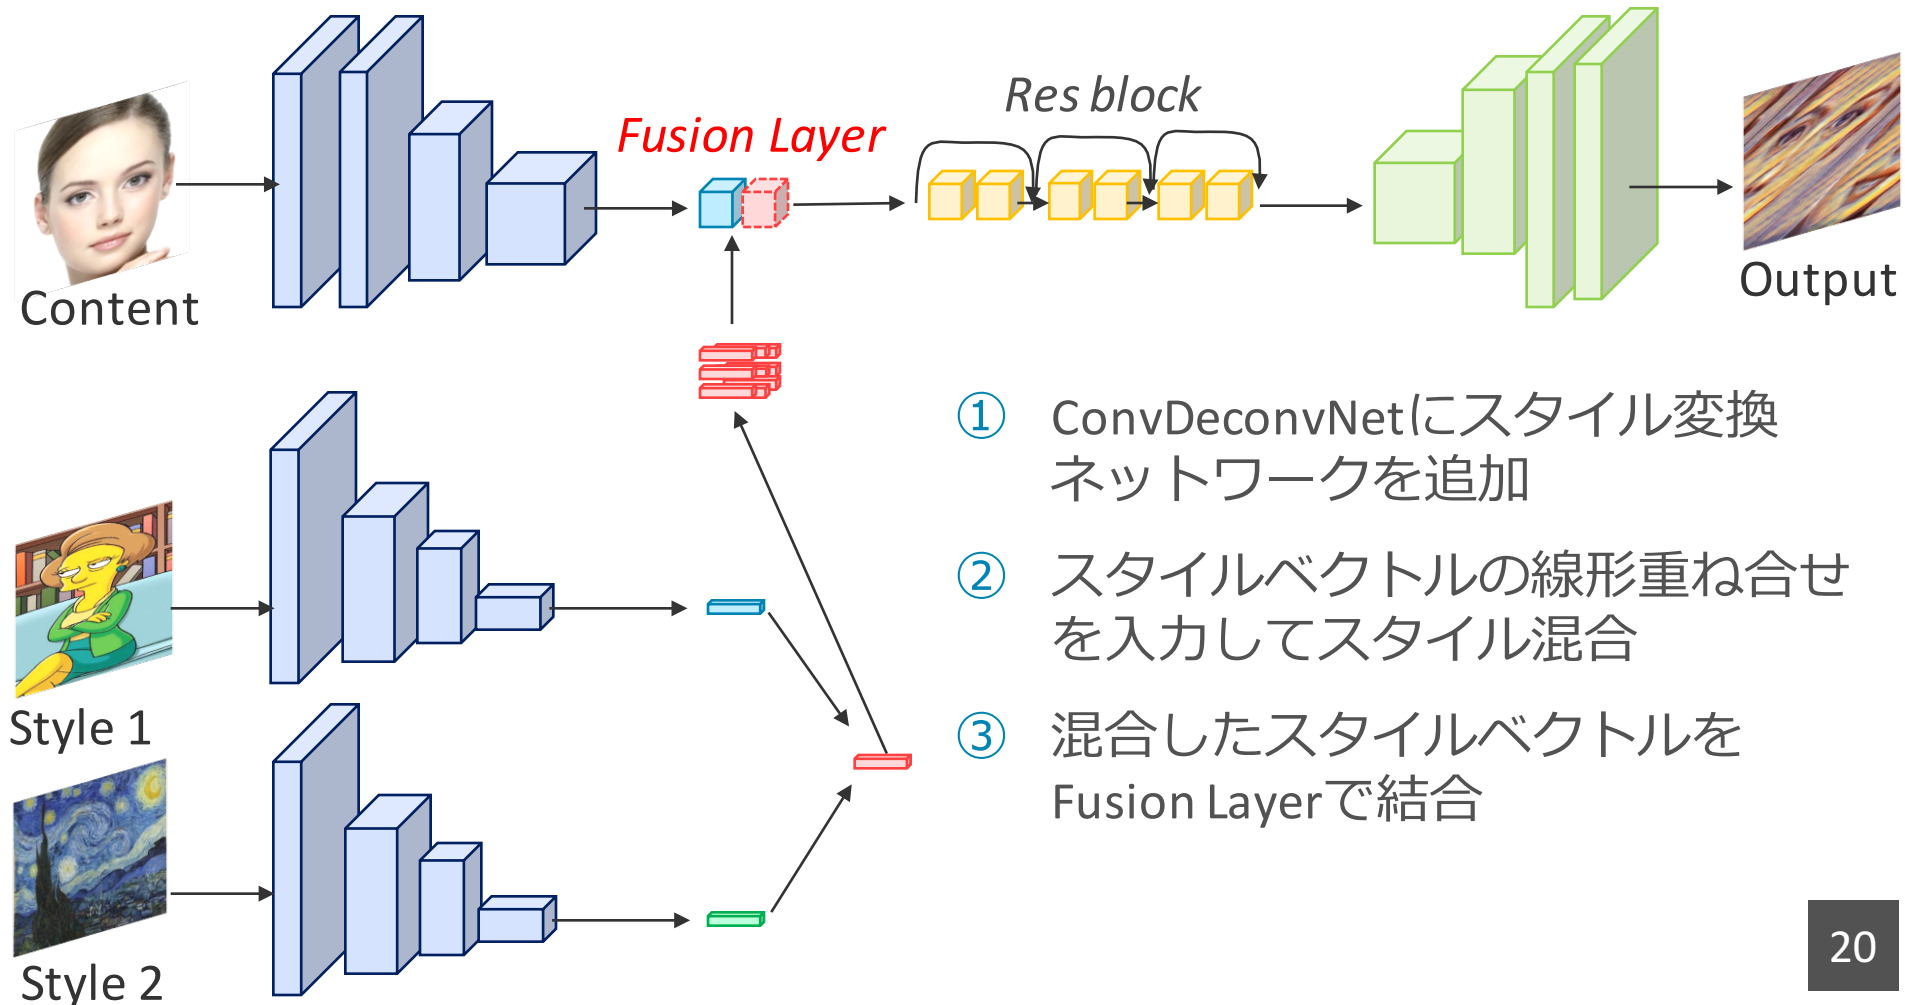 Res block
Fusion Layer
Content
Output
① ConvDeconvNetにスタイル変換
ネットワークを追加
② スタイルベクトルの線形重ね合せ
を入力してスタイル混合
Style 1
③ 混合したスタイルベクトルを
Fusion Layerで結合
Style 2
20